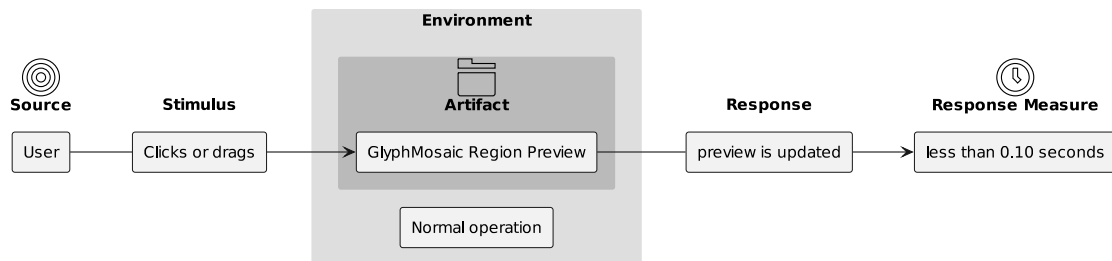 Environment
Source
Stimulus
Artifact
Response
Response Measure
User
Clicks or drags
GlyphMosaic Region Preview
preview is updated
less than 0.10 seconds
Normal operation